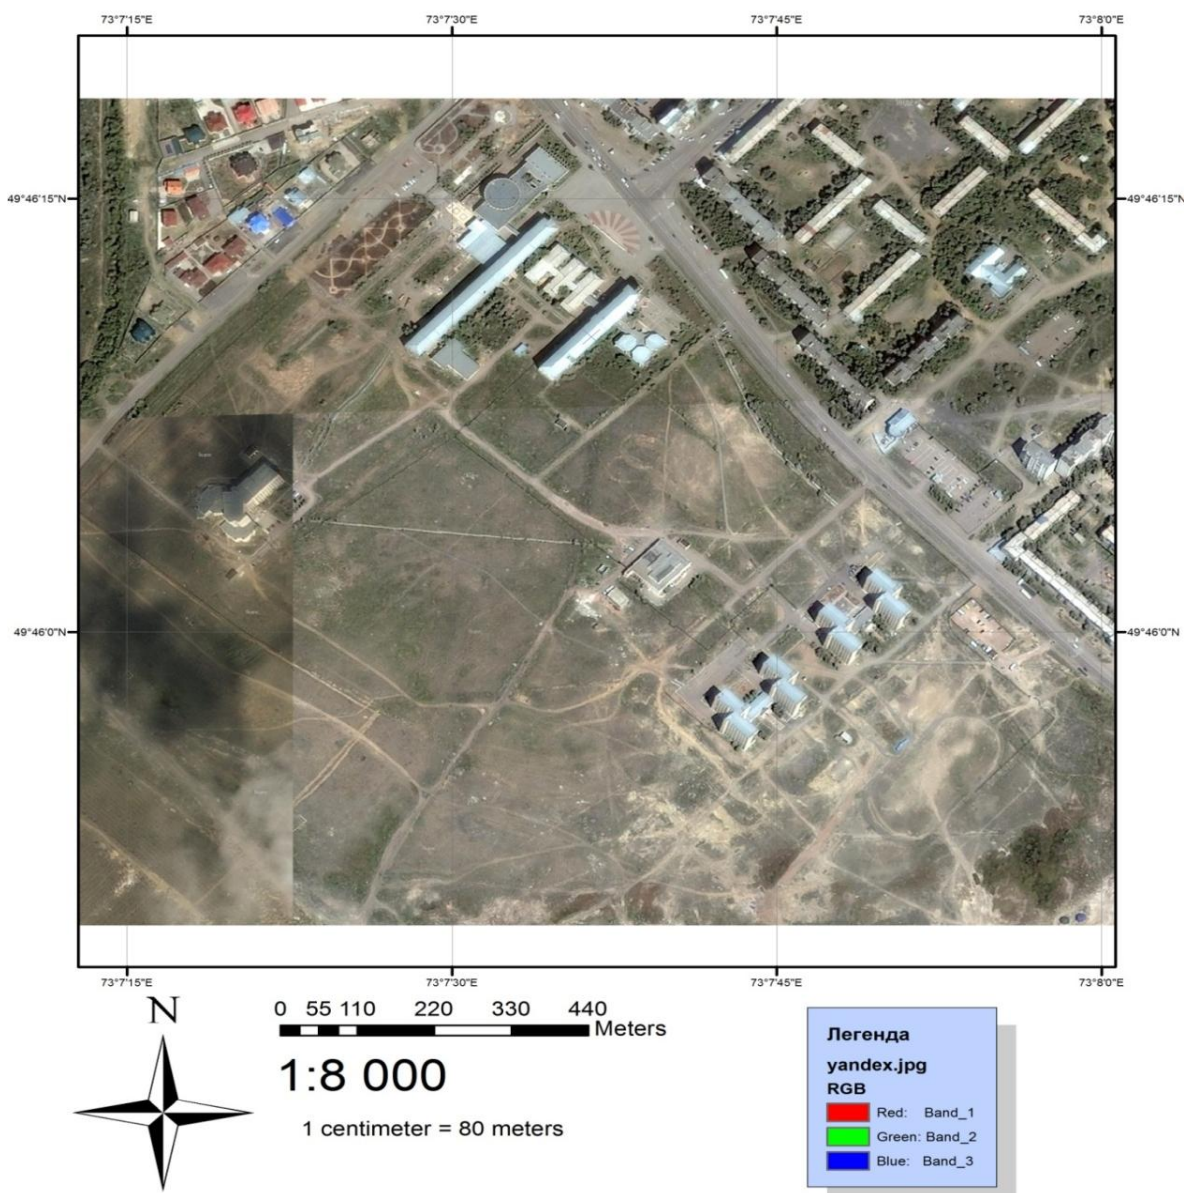 73°7'15"E 73°7'30"E 73°7'45"E 73°8'0"E
49°46'15"N 49°46'15"N
49°46'0"N 49°46'0"N
73°7'15"E 73°7'30"E 73°7'45"E 73°8'0"E
N
0 55 110 220 330 440
Meters
1:8 000
1 centimeter = 80 meters
Легенда
yandex.jpg
RGB
Red: Band_1
Green: Band_2
Blue: Band_3